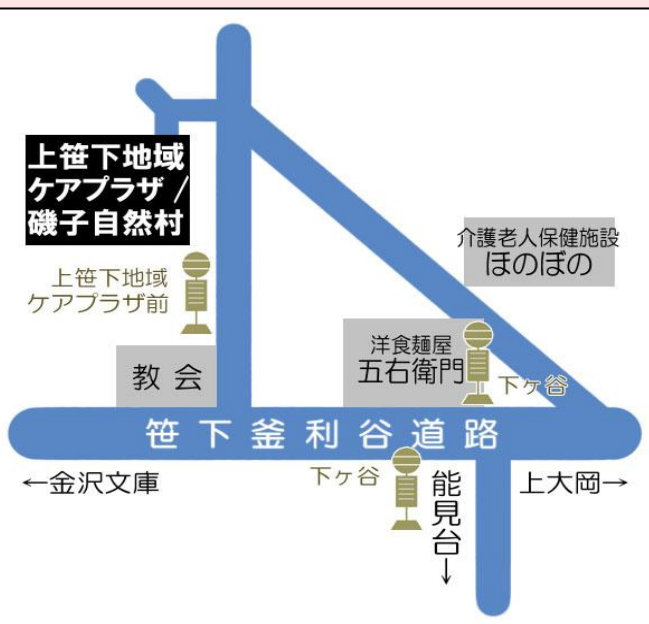 上笹下地域
ケアプラザ /
磯子自然村
介護老人保健施設
ほのぼの
上笹下地域
ケアプラザ前
洋食麺屋
五右衛門
教会
下ヶ谷
笹下釜利谷道路
←金沢文庫
下ヶ谷
能見台→
上大岡→